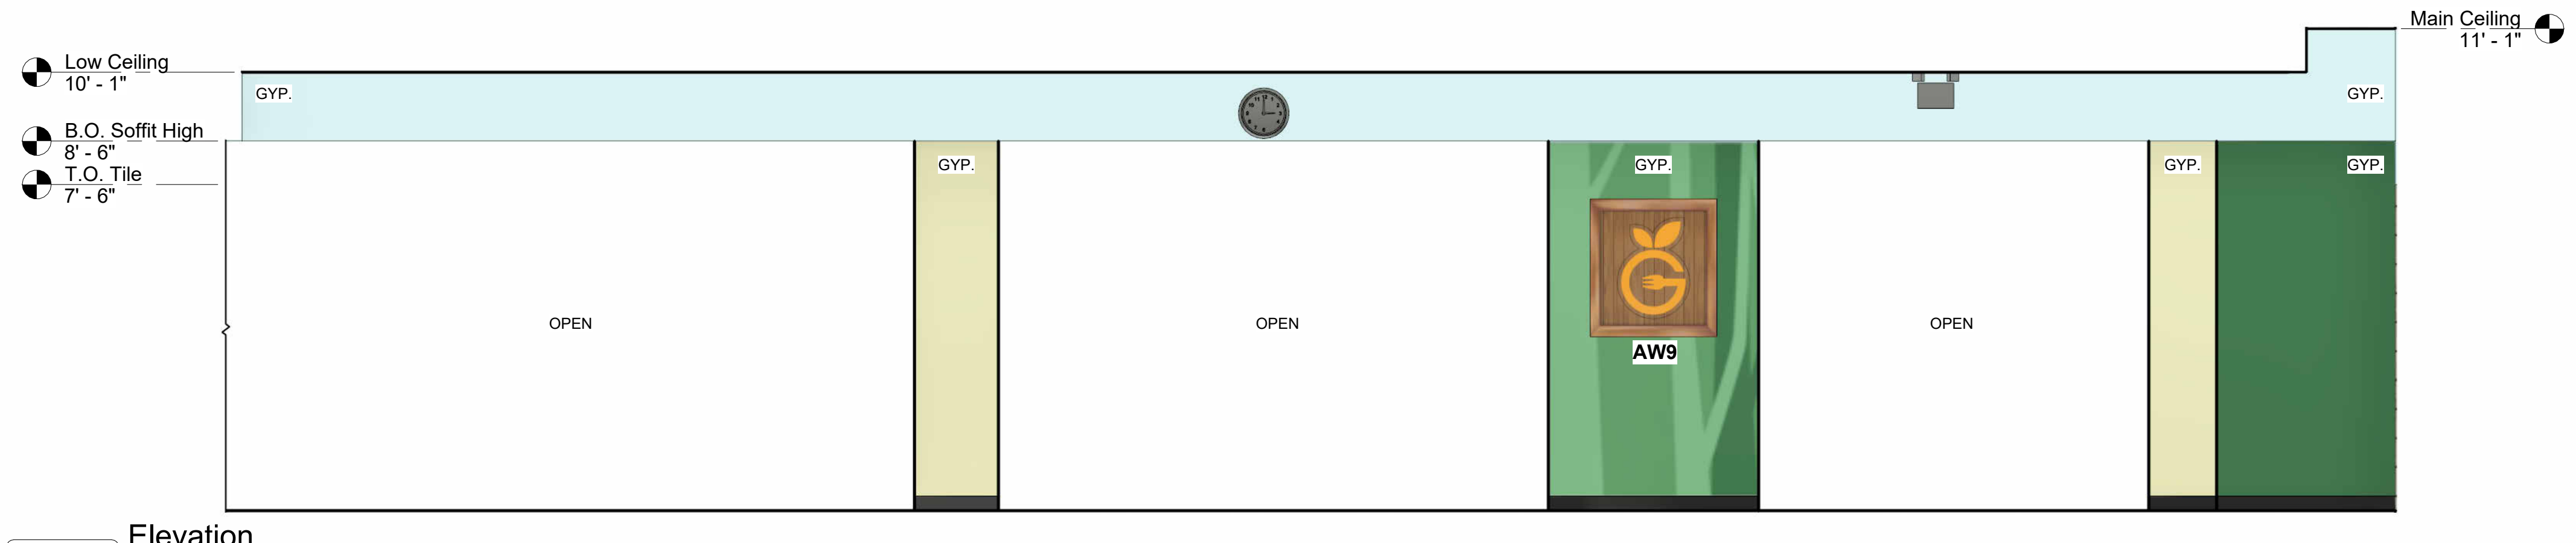 Main Ceiling
11' - 1"
Low Ceiling
10' - 1"
GYP.
GYP.
B.O. Soffit High
8' - 6"
GYP.
GYP.
GYP.
GYP.
T.O. Tile
7' - 6"
OPEN
OPEN
OPEN
AW9
Elevation